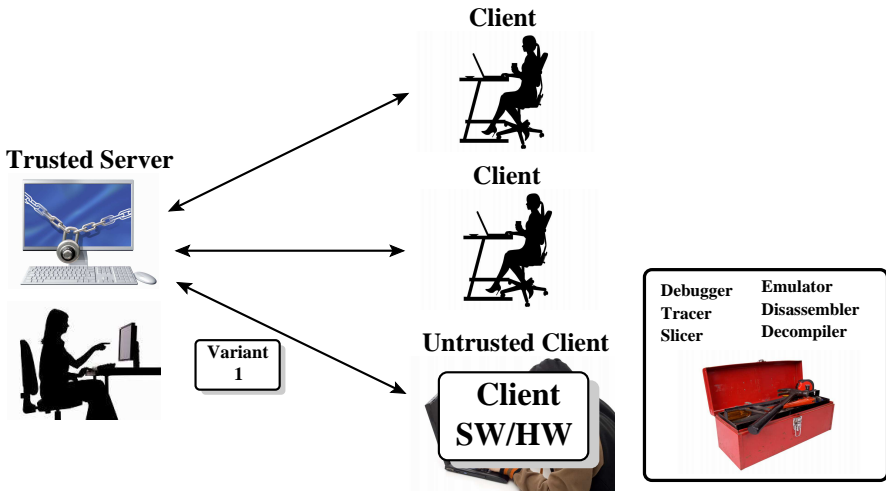 Client
Trusted Server
Client
Untrusted Client
Client
SW/HW
Variant
1
Debugger
Tracer
Slicer
Emulator
Disassembler
Decompiler